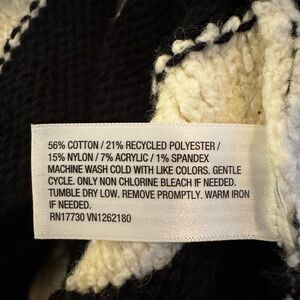 56% COTTON / 21% RECYCLED POLYESTER /
15% NYLON / 7% ACRYLIC / 1% SPANDEX
MACHINE WASH COLD WITH LIKE COLORS. GENTLE
CYCLE. ONLY NON CHLORINE BLEACH IF NEEDED.
TUMBLE DRY LOW. REMOVE PROMPTLY. WARM IRON
IF NEEDED.
RN17730 VN1262180